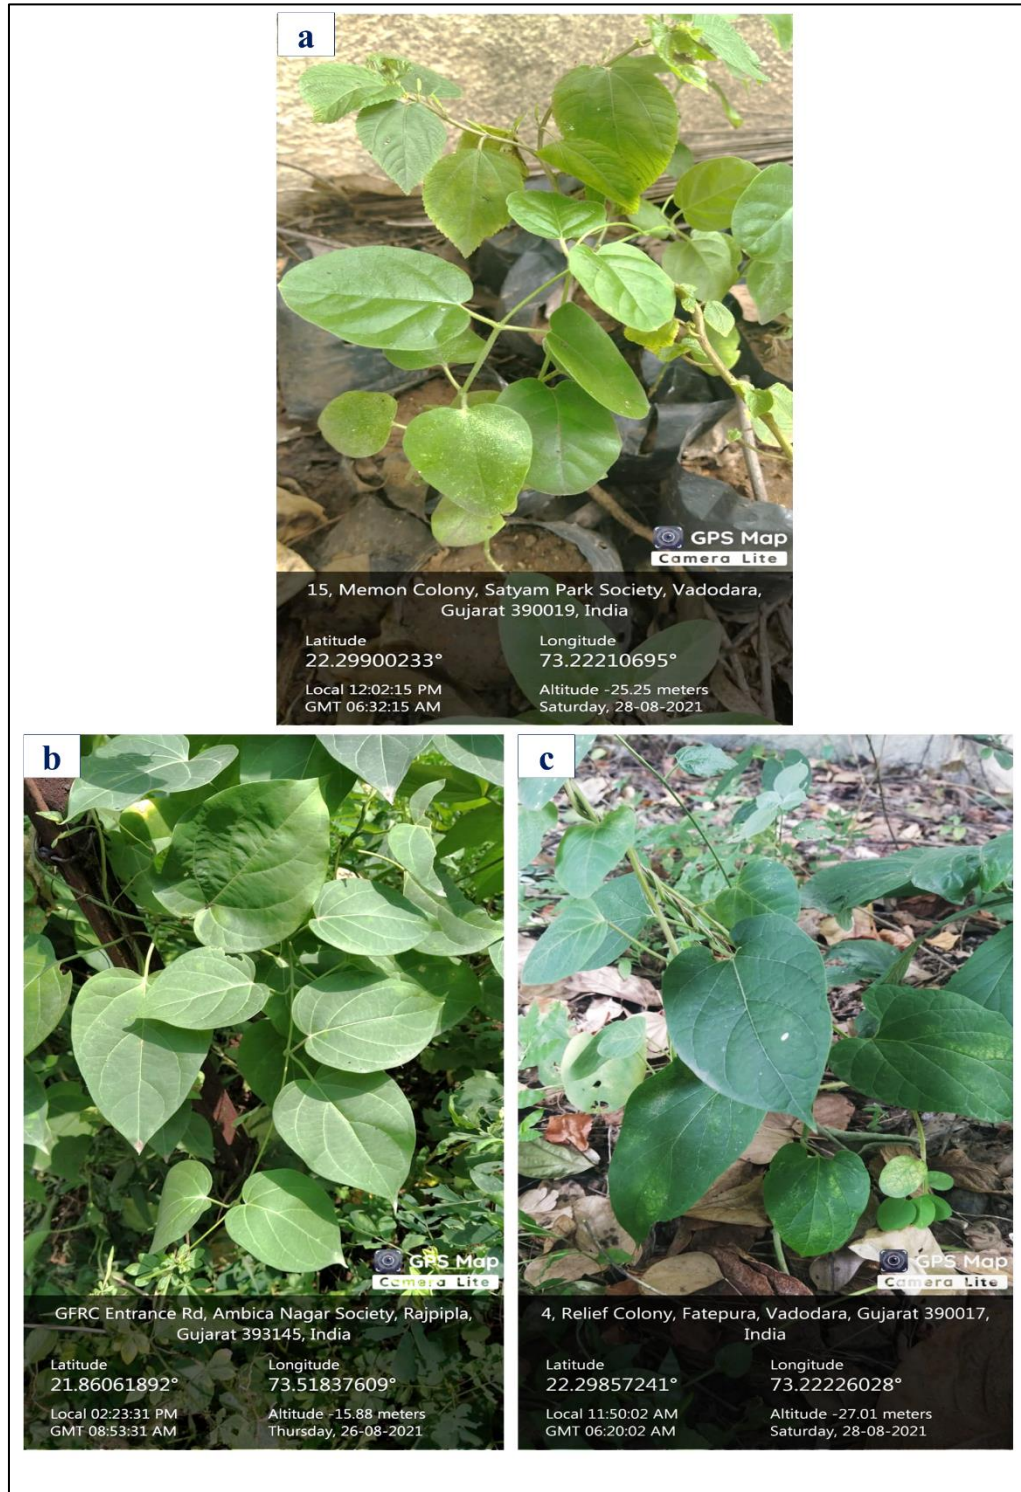 a
GPS Map
Camera Lite
15, Memon Colony, Satyam Park Society, Vadodara,
Gujarat 390019, India
Latitude
22.29900233°
Longitude
73.22210695°
Local 12:02:15 PM
GMT 06:32:15 AM
Altitude -25.25 meters
Saturday, 28-08-2021
b
GPS Map
Camera Lite
GFRC Entrance Rd, Ambica Nagar Society, Rajpipla,
Gujarat 393145, India
Latitude
21.86061892°
Longitude
73.51837609°
Local 02:23:31 PM
GMT 08:53:31 AM
Altitude -15.88 meters
Thursday, 26-08-2021
c
GPS Map
Camera Lite
4, Relief Colony, Fatepura, Vadodara, Gujarat 390017,
India
Latitude
22.29857241°
Longitude
73.22226028°
Local 11:50:02 AM
GMT 06:20:02 AM
Altitude -27.01 meters
Saturday, 28-08-2021